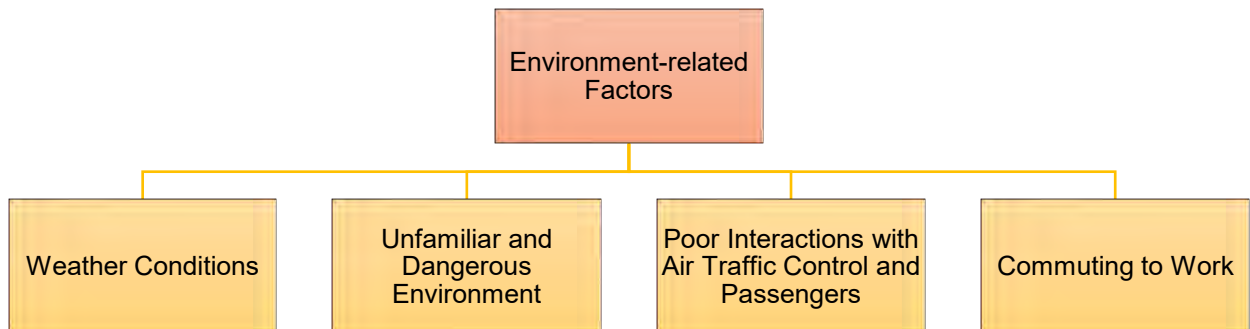 Environment-related
Factors
Weather Conditions
Unfamiliar and
Dangerous
Environment
Poor Interactions with
Air Traffic Control and
Passengers
Commuting to Work